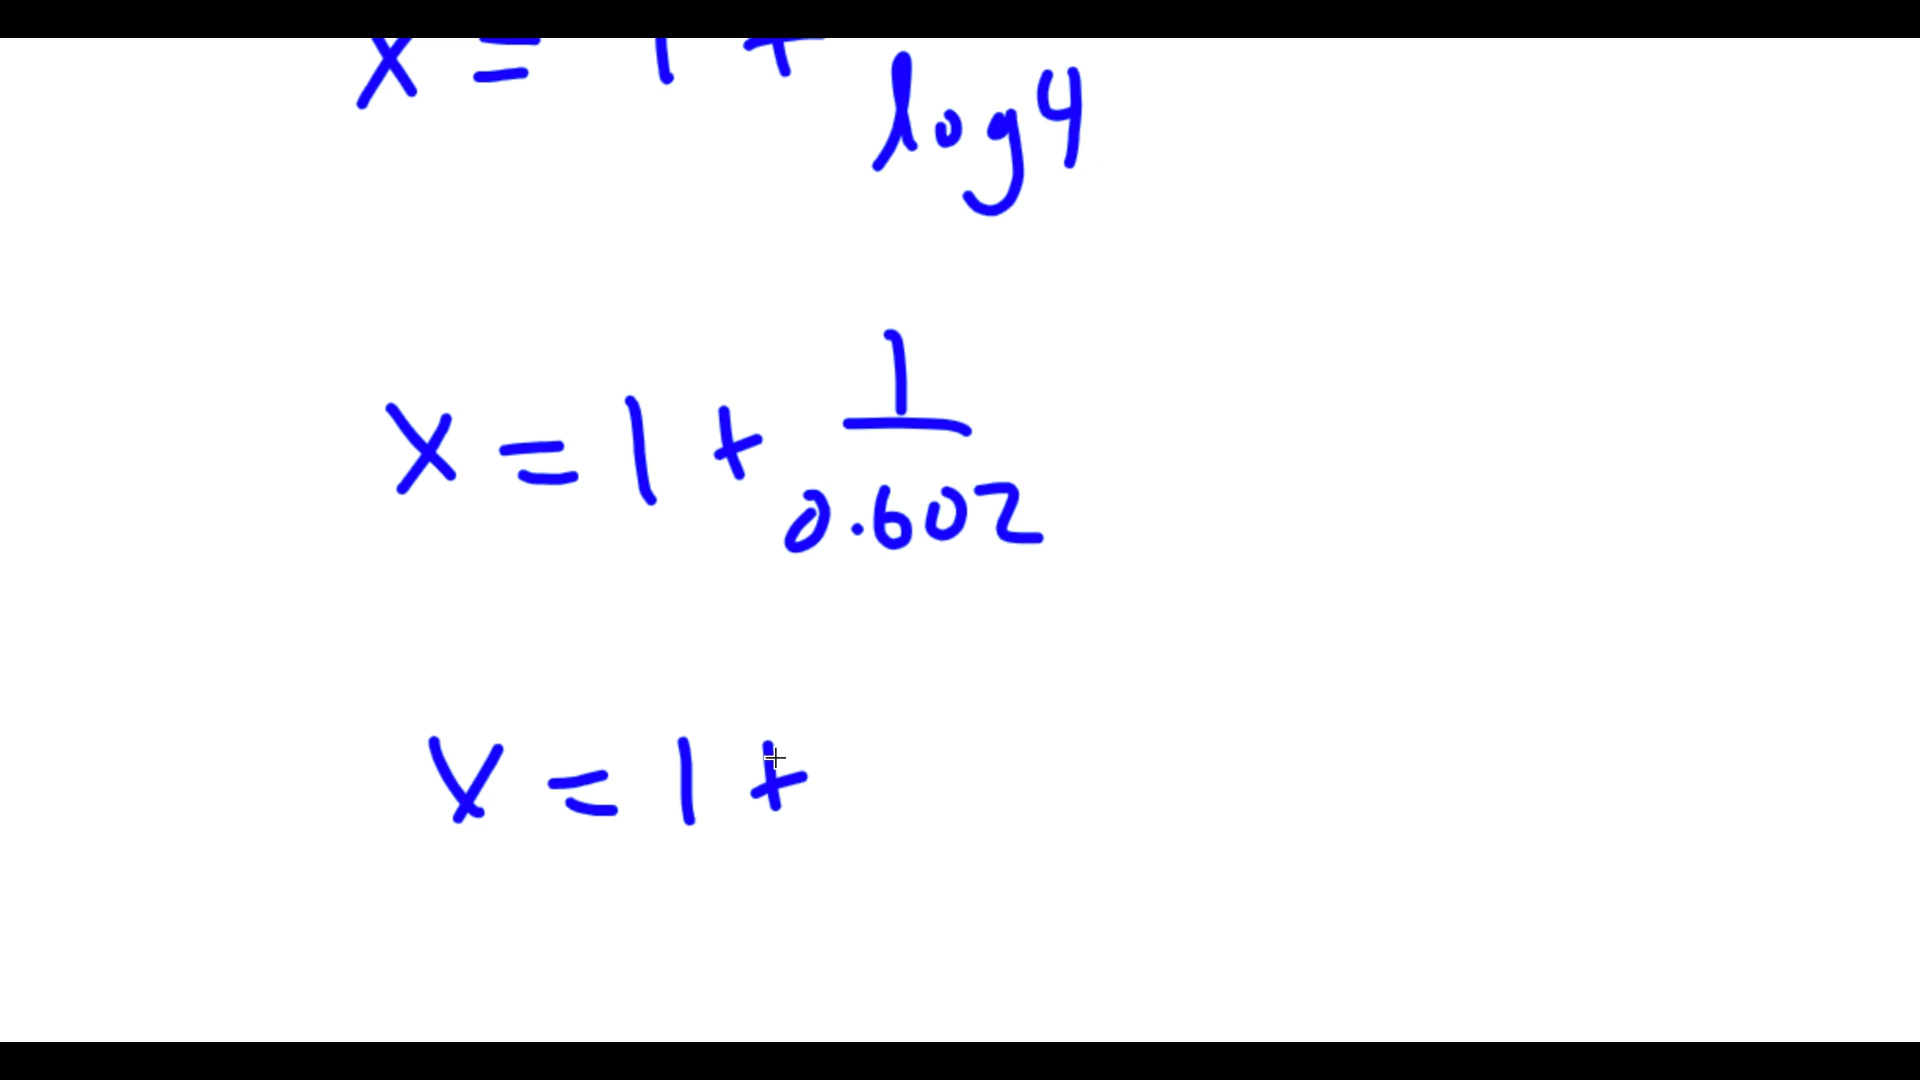 x = 1 +
log4
x = 1 + 1/0.602
x = 1 +